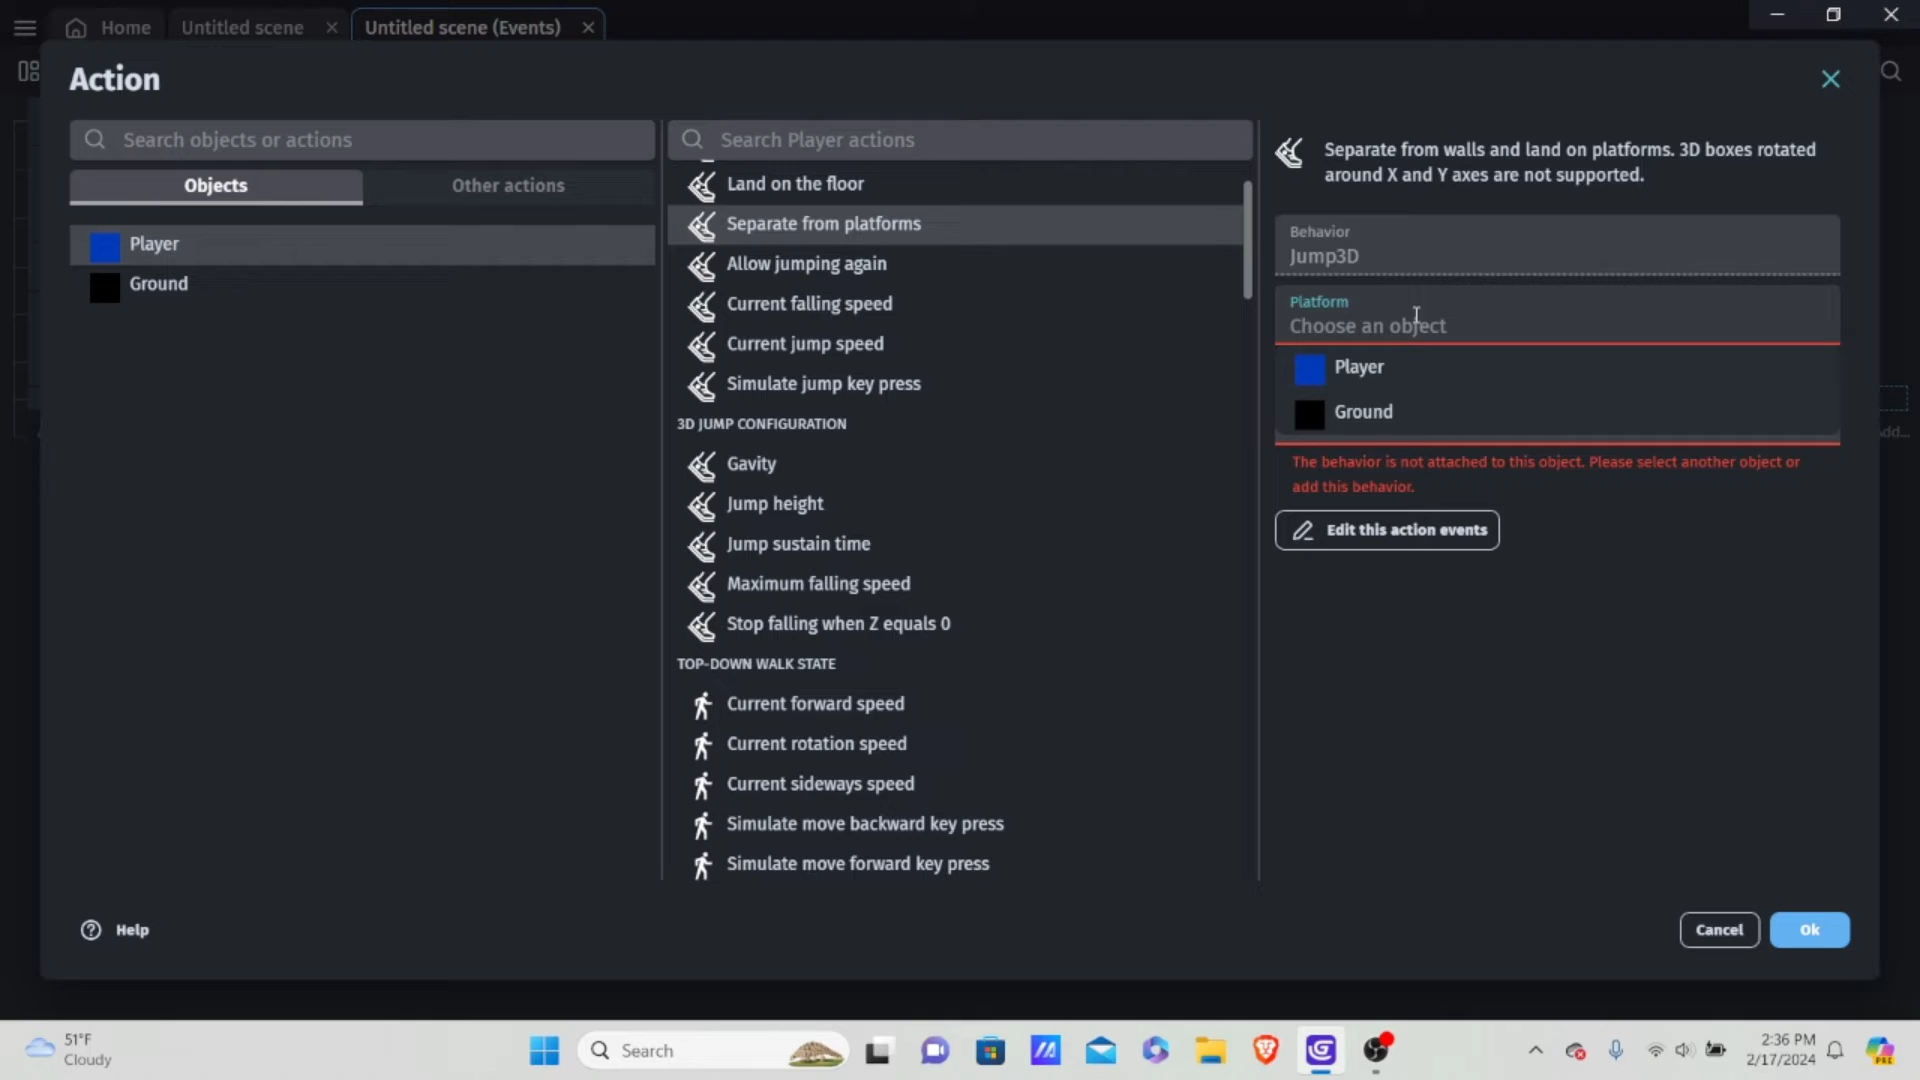 Home
Untitled scene
Untitled scene (Events)
Action
Search objects or actions
Objects
Other actions
Player
Ground
Search Player actions
Land on the floor
Separate from platforms
Allow jumping again
Current falling speed
Current jump speed
Simulate jump key press
3D JUMP CONFIGURATION
Gavity
Jump height
Jump sustain time
Maximum falling speed
Stop falling when Z equals 0
TOP-DOWN WALK STATE
Current forward speed
Current rotation speed
Current sideways speed
Simulate move backward key press
Simulate move forward key press
Separate from walls and land on platforms. 3D boxes rotated
around X and Y axes are not supported.
Behavior
Jump3D
Platform
Choose an object
Player
Ground
The behavior is not attached to this object. Please select another object or
add this behavior.
Edit this action events
dd...
Help
Cancel
Ok
51°F
Cloudy
Search
2:36 PM
2/17/2024
PRE